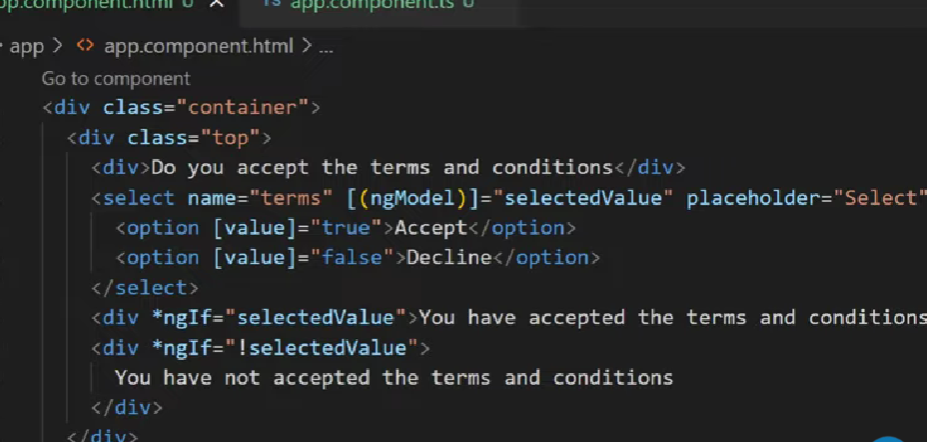 app.component.html U × TS app.component.ts U
app > <> app.component.html > ...
Go to component
<div class="container">
<div class="top">
<div>Do you accept the terms and conditions</div>
<select name="terms" [(ngModel)]="selectedValue" placeholder="Select"
<option [value]="true">Accept</option>
<option [value]="false">Decline</option>
</select>
<div *ngIf="selectedValue">You have accepted the terms and conditions
<div *ngIf="!selectedValue">
You have not accepted the terms and conditions
</div>
</div>